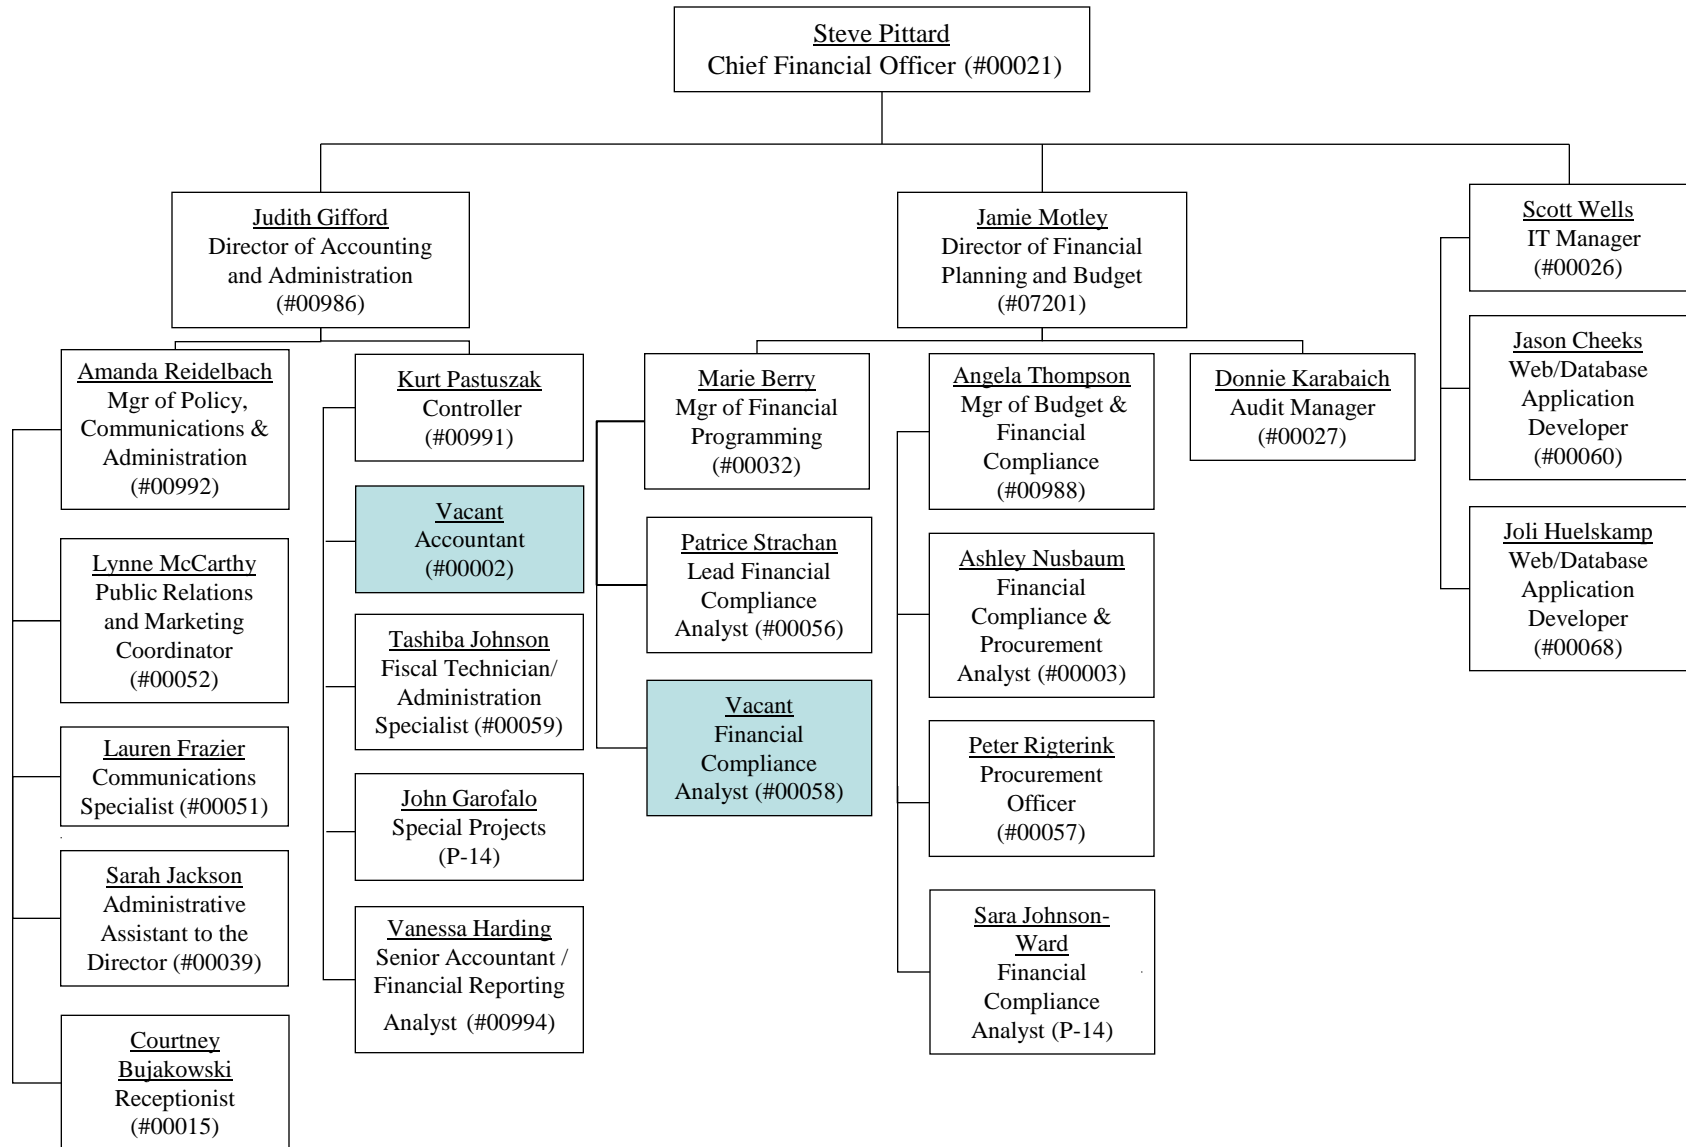 Steve Pittard
Chief Financial Officer (#00021)
Judith Gifford
Director of Accounting
and Administration
(#00986)
Jamie Motley
Director of Financial
Planning and Budget
(#07201)
Scott Wells
IT Manager
(#00026)
Amanda Reidelbach
Mgr of Policy,
Communications &
Administration
(#00992)
Lynne McCarthy
Public Relations
and Marketing
Coordinator
(#00052)
Lauren Frazier
Communications
Specialist (#00051)
Sarah Jackson
Administrative
Assistant to the
Director (#00039)
Courtney
Bujakowski
Receptionist
(#00015)
Kurt Pastuszak
Controller
(#00991)
Vacant
Accountant
(#00002)
Tashiba Johnson
Fiscal Technician/
Administration
Specialist (#00059)
John Garofalo
Special Projects
(P-14)
Vanessa Harding
Senior Accountant /
Financial Reporting
Analyst (#00994)
Marie Berry
Mgr of Financial
Programming
(#00032)
Patrice Strachan
Lead Financial
Compliance
Analyst (#00056)
Vacant
Financial
Compliance
Analyst (#00058)
Angela Thompson
Mgr of Budget &
Financial
Compliance
(#00988)
Ashley Nusbaum
Financial
Compliance &
Procurement
Analyst (#00003)
Peter Rigterink
Procurement
Officer
(#00057)
Sara Johnson-
Ward
Financial
Compliance
Analyst (P-14)
Donnie Karabaich
Audit Manager
(#00027)
Jason Cheeks
Web/Database
Application
Developer
(#00060)
Joli Huelskamp
Web/Database
Application
Developer
(#00068)